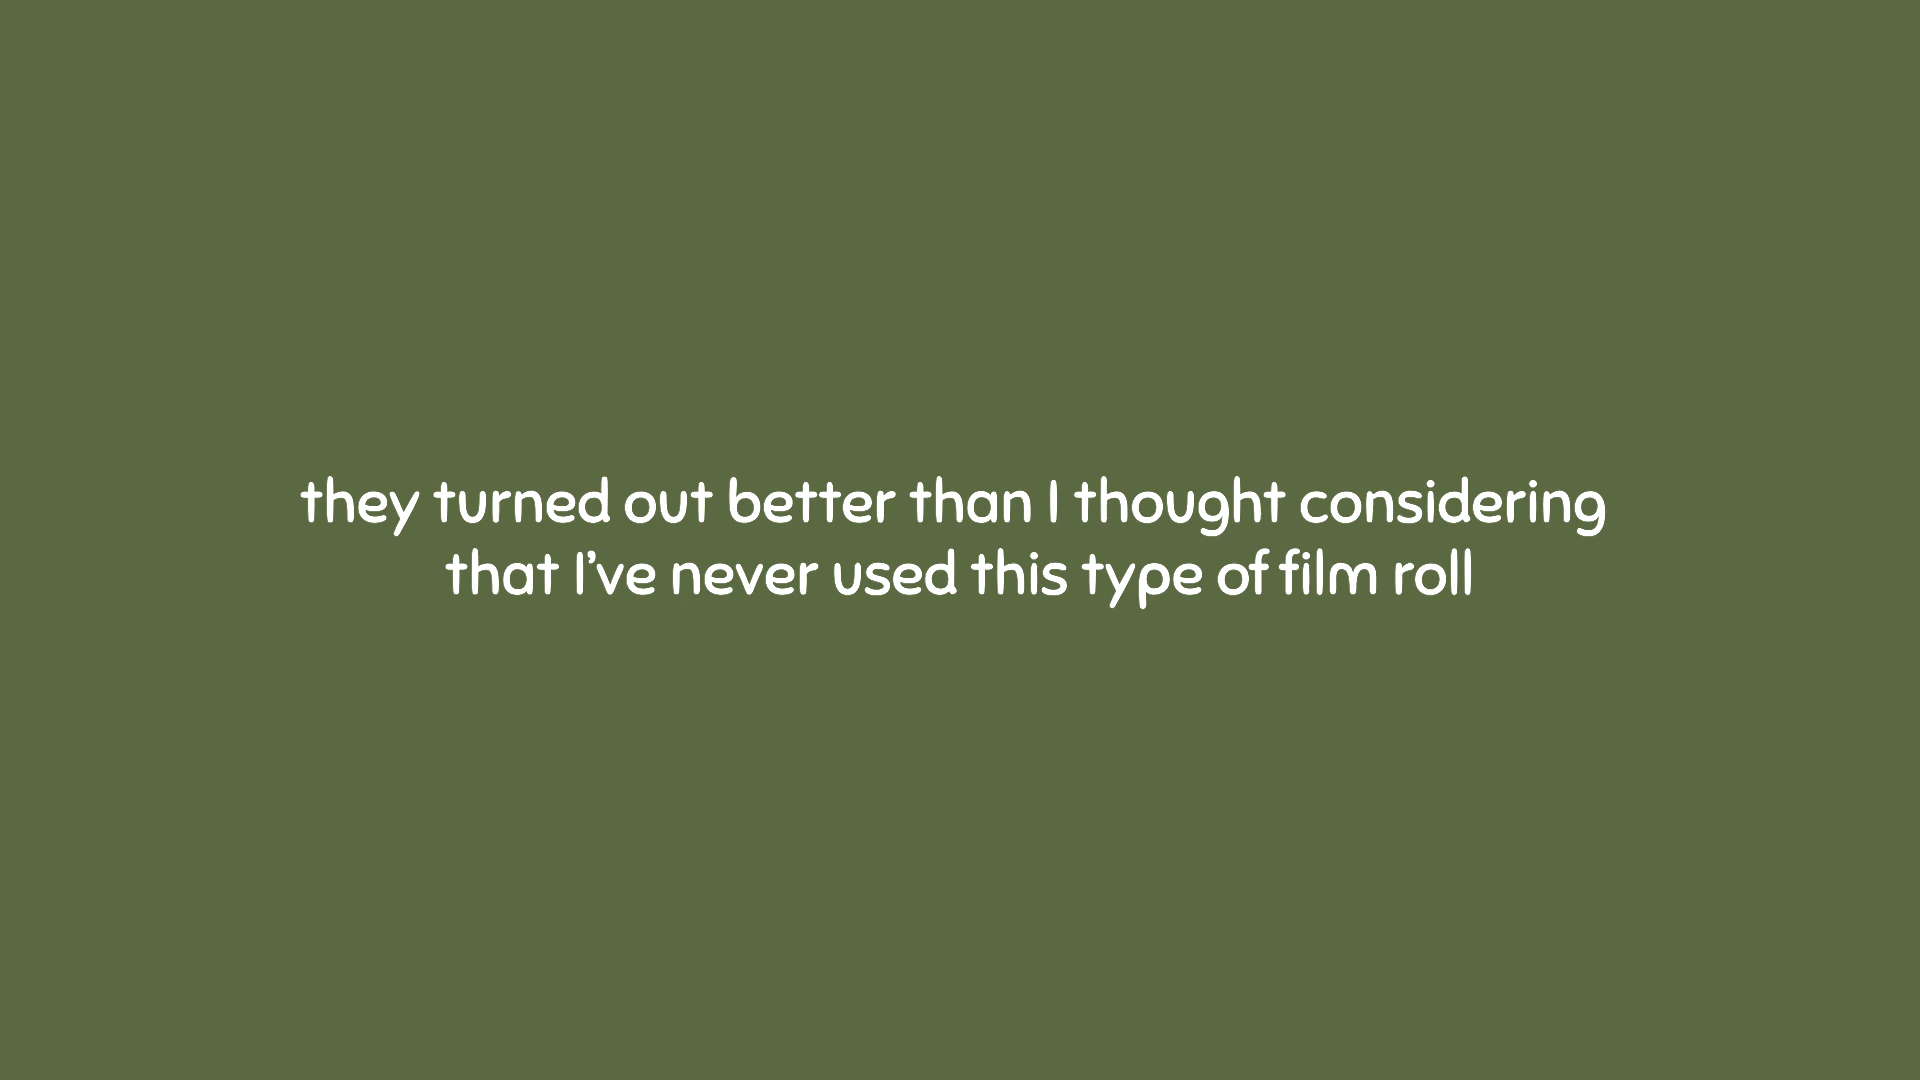 they turned out better than I thought considering
that I’ve never used this type of film roll